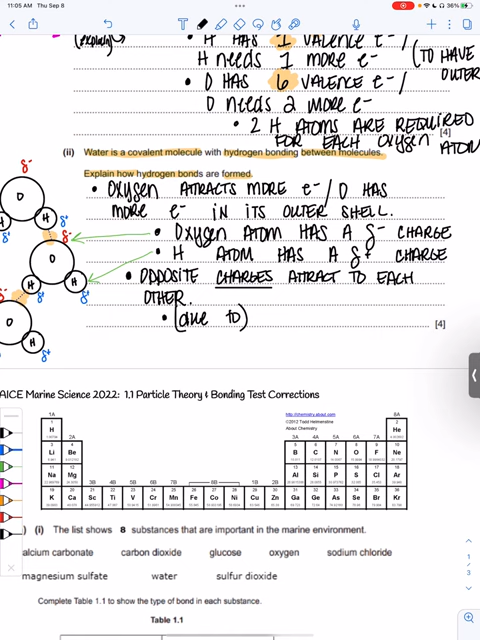 11:05 AM Thu Sep 8
36%
(explain)
• H HAS 1 VALENCE e-/
H NEEDS 1 MORE e-
(TO HAVE
OUTER
• O HAS 6 VALENCE e-/
O NEEDS 2 MORE e-
• 2 H ATOMS ARE REQUIRED
FOR EACH OXYGEN ATOM
[4]
(ii) Water is a covalent molecule with hydrogen bonding between molecules.
Explain how hydrogen bonds are formed.
• OXYGEN ATTRACTS MORE e-/ O HAS
MORE e- IN ITS OUTER SHELL.
• OXYGEN ATOM HAS A δ- CHARGE
• H ATOM HAS A δ+ CHARGE
• OPPOSITE CHARGES ATTRACT TO EACH
OTHER.
• (due to)
[4]
δ-
O
H
H
δ+
δ+
δ-
O
H
H
δ+
δ+
δ-
O
H
δ+
AICE Marine Science 2022: 1.1 Particle Theory & Bonding Test Corrections
http://chemistry.about.com
©2012 Todd Helmenstine
About Chemistry
1A 2A 3B 4B 5B 6B 7B 8B 1B 2B 3A 4A 5A 6A 7A 8A
H He
Li Be B C N O F Ne
Na Mg Al Si P S Cl Ar
K Ca Sc Ti V Cr Mn Fe Co Ni Cu Zn Ga Ge As Se Br Kr
) (i) The list shows 8 substances that are important in the marine environment.
alcium carbonate carbon dioxide glucose oxygen sodium chloride
magnesium sulfate water sulfur dioxide
Complete Table 1.1 to show the type of bond in each substance.
Table 1.1
1
3